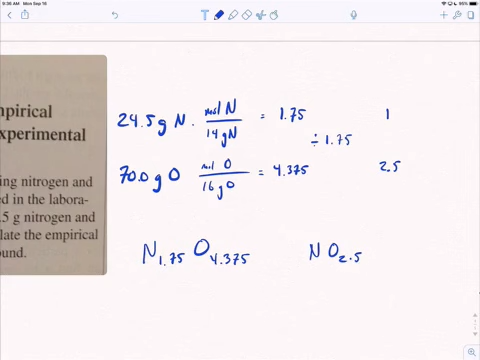 9:36 AM Mon Sep 16
mpirical
xperimental
ing nitrogen and
ed in the labora-
.5 g nitrogen and
late the empirical
ound.
24.5 g N · mol N / 14 g N = 1.75 1
÷ 1.75
70.0 g O mol O / 16 g O = 4.375 2.5
N1.75 O4.375 N O2.5